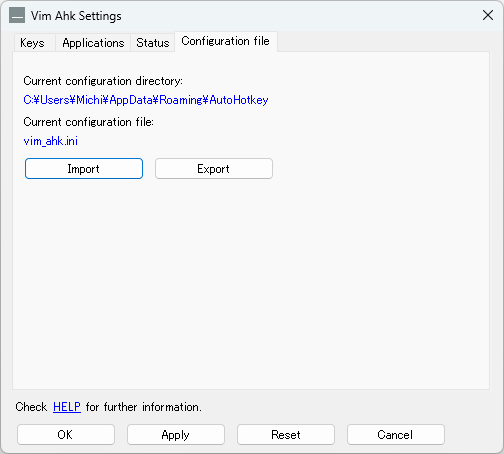 Vim Ahk Settings
Keys Applications Status Configuration file
Current configuration directory:
C:¥Users¥Michi¥AppData¥Roaming¥AutoHotkey
Current configuration file:
vim_ahk.ini
Import Export
Check HELP for further information.
OK Apply Reset Cancel